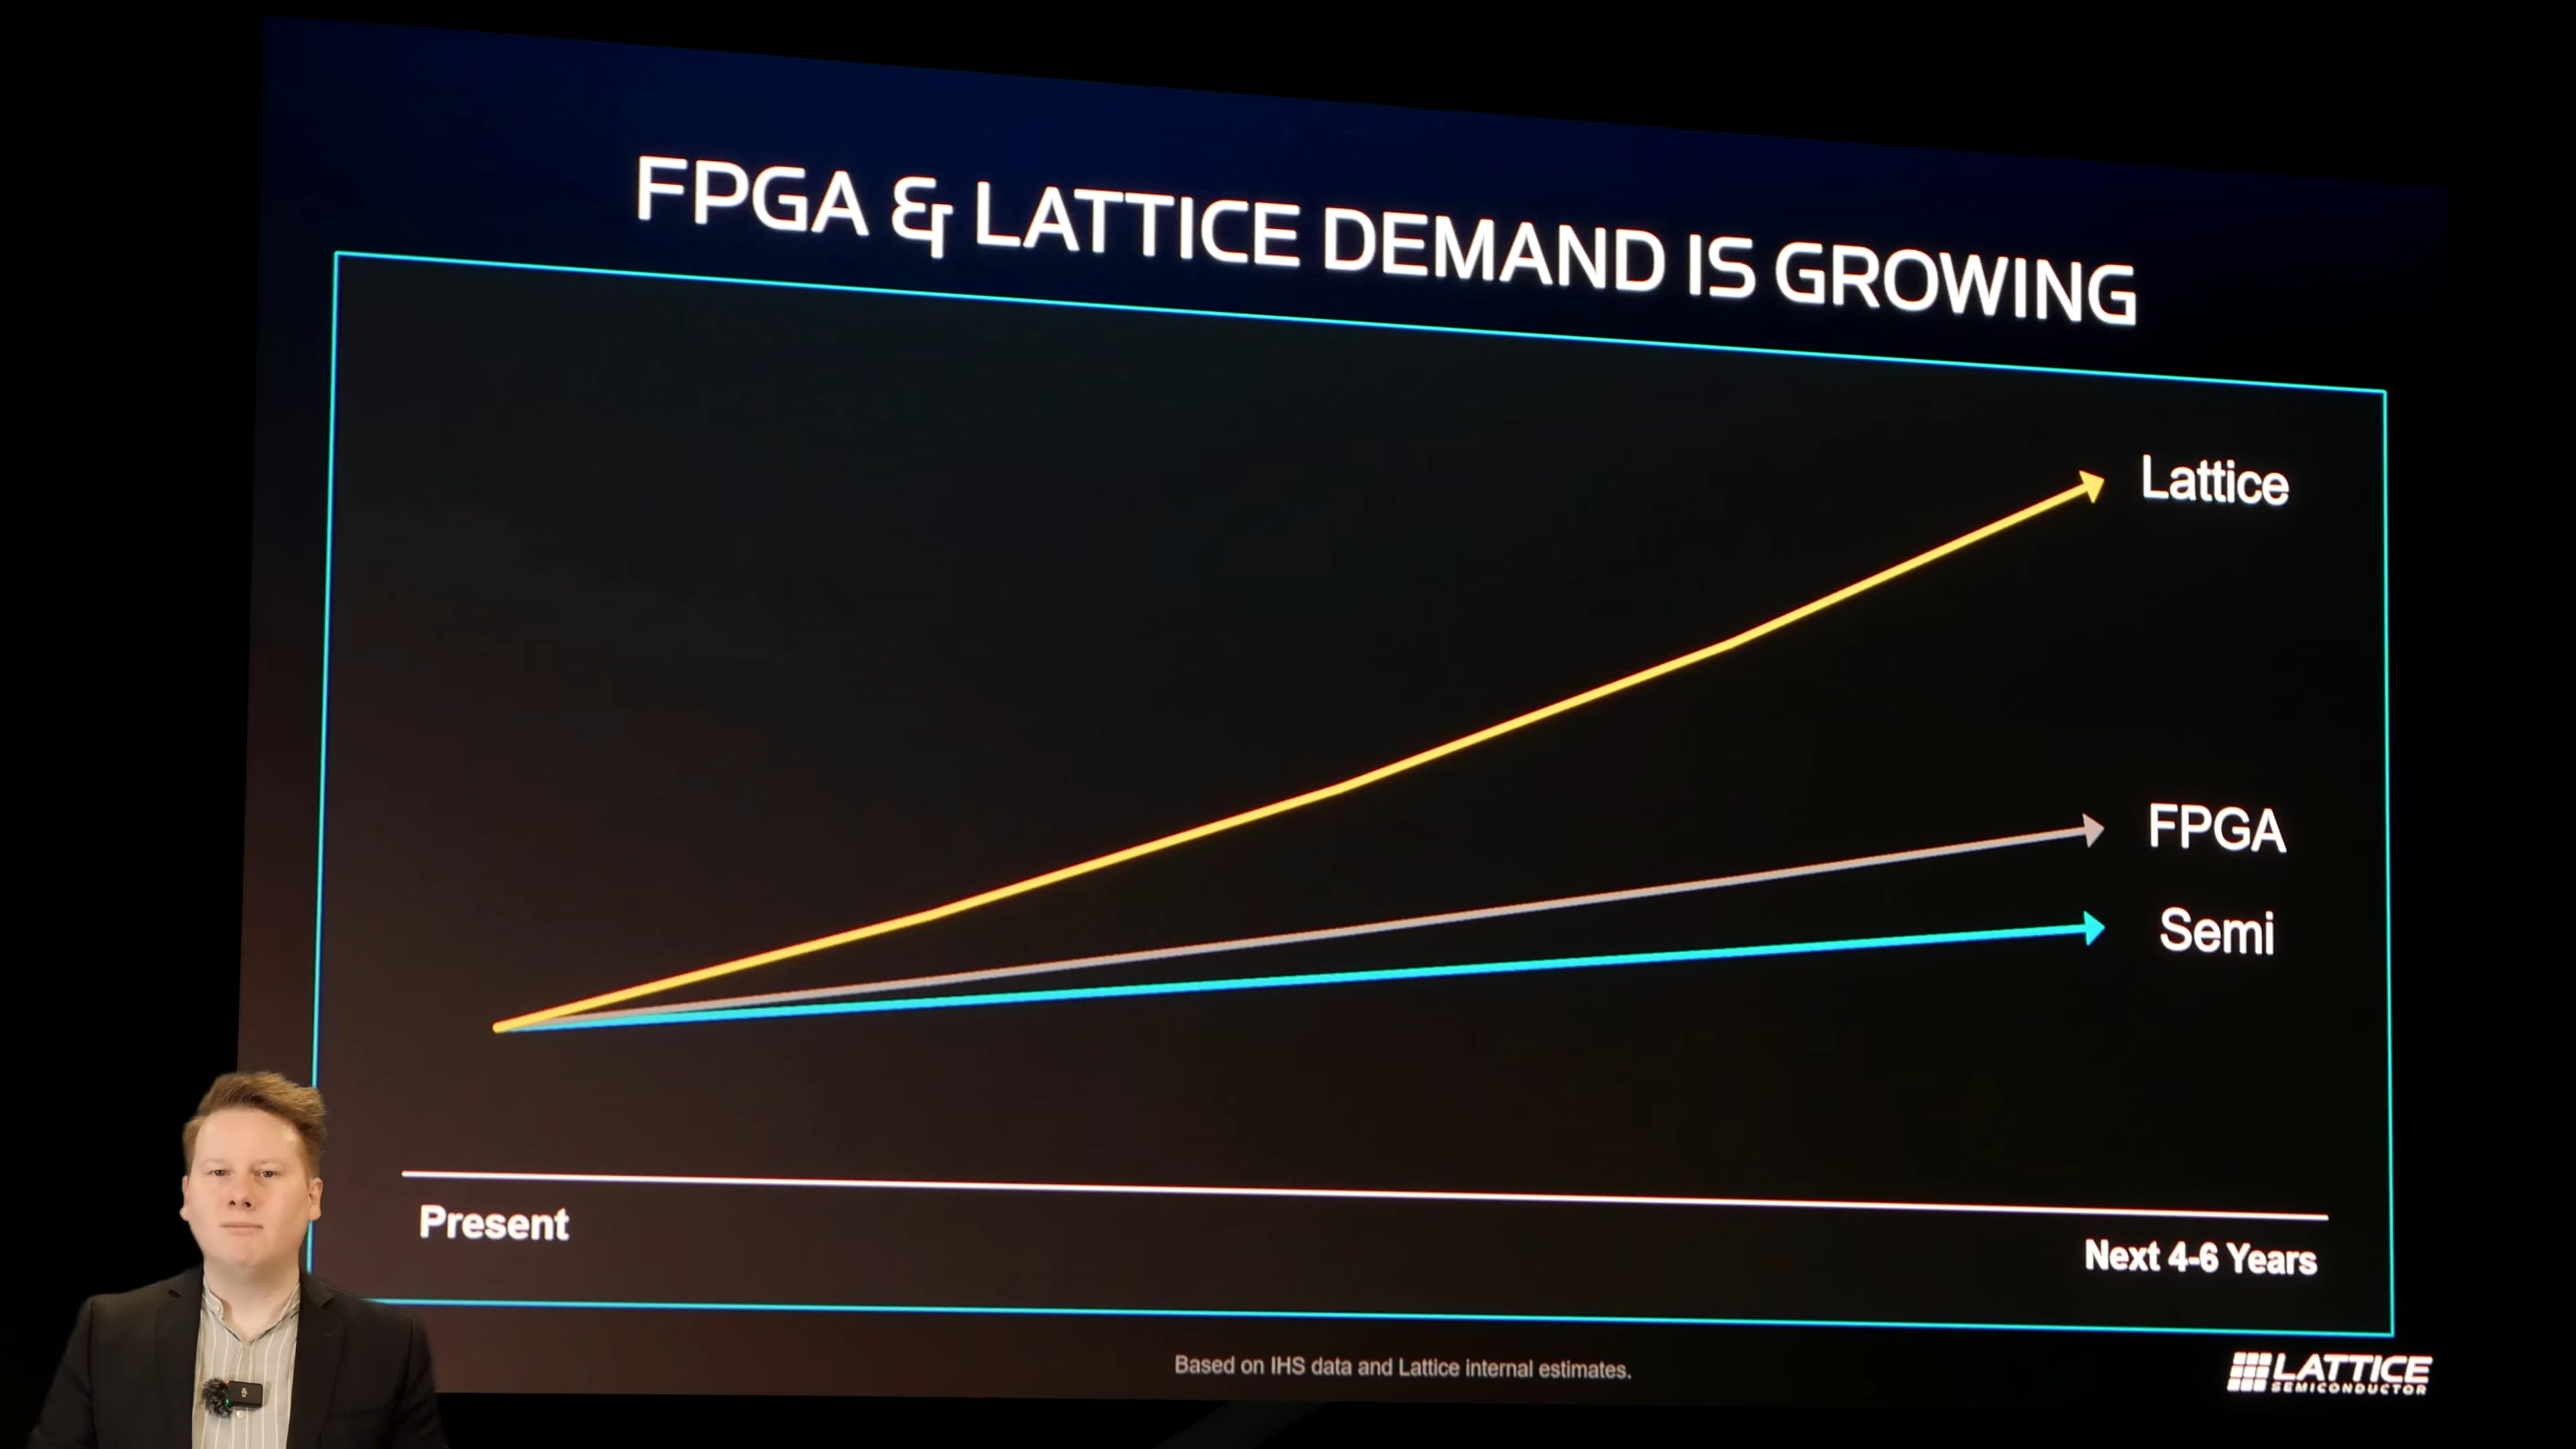 FPGA & LATTICE DEMAND IS GROWING
Lattice
FPGA
Semi
Present
Next 4-6 Years
Based on IHS data and Lattice internal estimates.
LATTICE
SEMICONDUCTOR